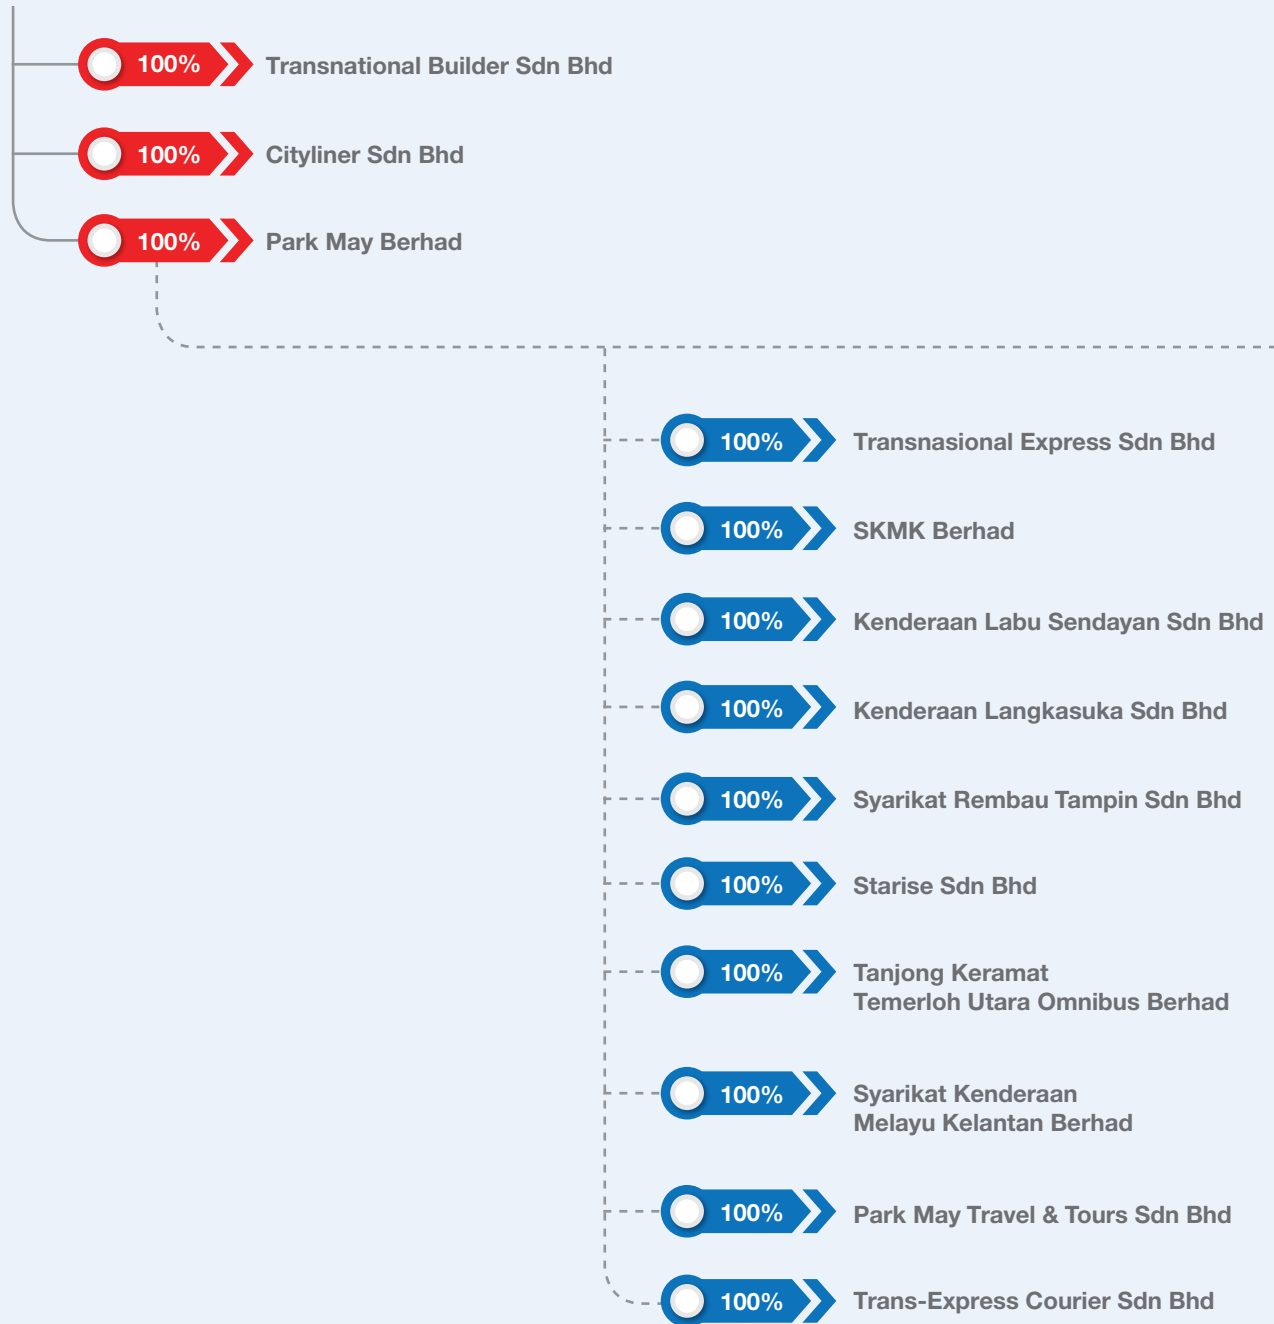 100% Transnational Builder Sdn Bhd
100% Cityliner Sdn Bhd
100% Park May Berhad
100% Transnasional Express Sdn Bhd
100% SKMK Berhad
100% Kenderaan Labu Sendayan Sdn Bhd
100% Kenderaan Langkasuka Sdn Bhd
100% Syarikat Rembau Tampin Sdn Bhd
100% Starise Sdn Bhd
100% Tanjong Keramat
Temerloh Utara Omnibus Berhad
100% Syarikat Kenderaan
Melayu Kelantan Berhad
100% Park May Travel & Tours Sdn Bhd
100% Trans-Express Courier Sdn Bhd